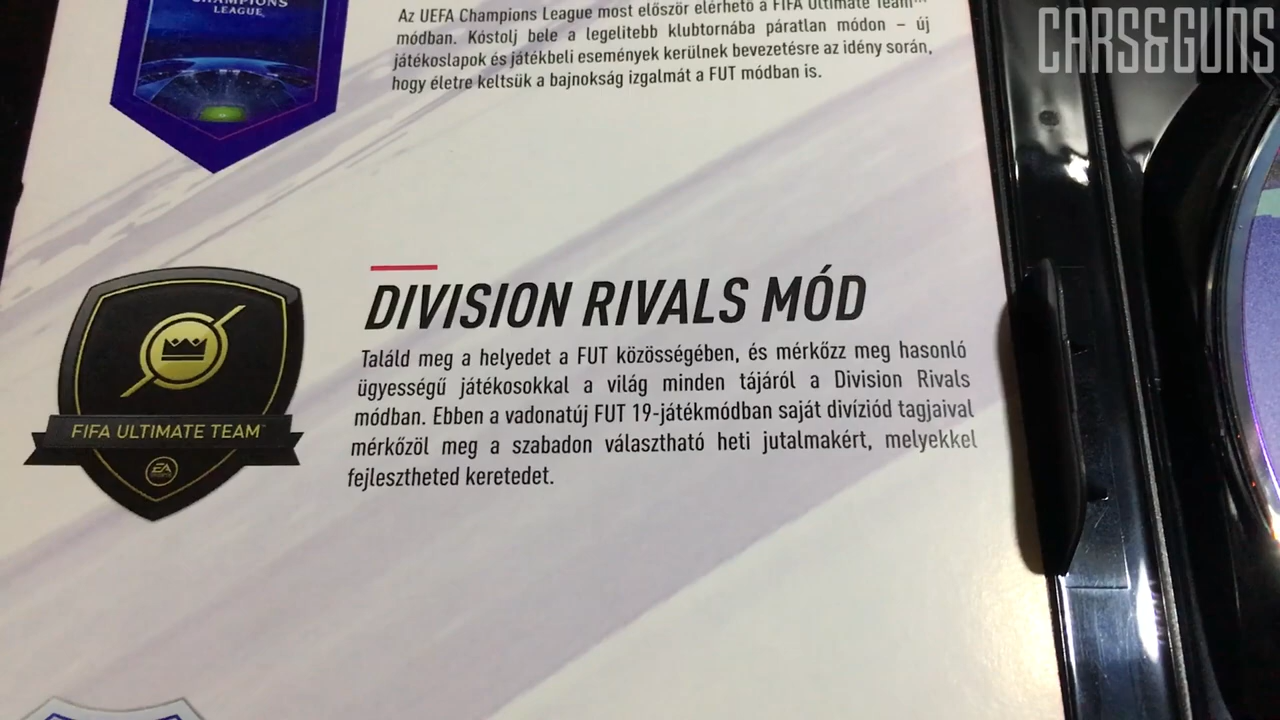 CHAMPIONS
LEAGUE
Az UEFA Champions League most először elérhető a FIFA Ultimate Team™
módban. Kóstolj bele a legelitebb klubtornába páratlan módon – új
játékoslapok és játékbeli események kerülnek bevezetésre az idény során,
hogy életre keltsük a bajnokság izgalmát a FUT módban is.
CARS&GUNS
DIVISION RIVALS MÓD
Találd meg a helyedet a FUT közösségében, és mérkőzz meg hasonló
ügyességű játékosokkal a világ minden tájáról a Division Rivals
módban. Ebben a vadonatúj FUT 19-játékmódban saját divíziód tagjaival
mérkőzöl meg a szabadon választható heti jutalmakért, melyekkel
fejlesztheted keretedet.
FIFA ULTIMATE TEAM™
EA
SPORTS